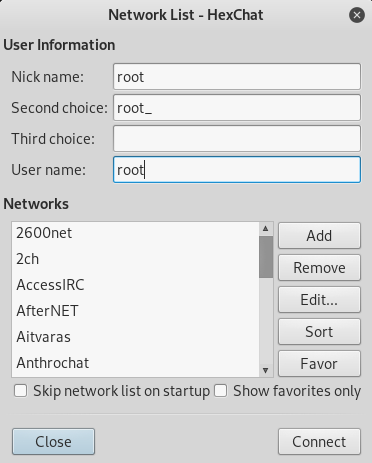 Network List - HexChat
User Information
Nick name: root
Second choice: root_
Third choice:
User name: root
Networks
2600net
2ch
AccessIRC
AfterNET
Aitvaras
Anthrochat
Add
Remove
Edit...
Sort
Favor
Skip network list on startup
Show favorites only
Close
Connect